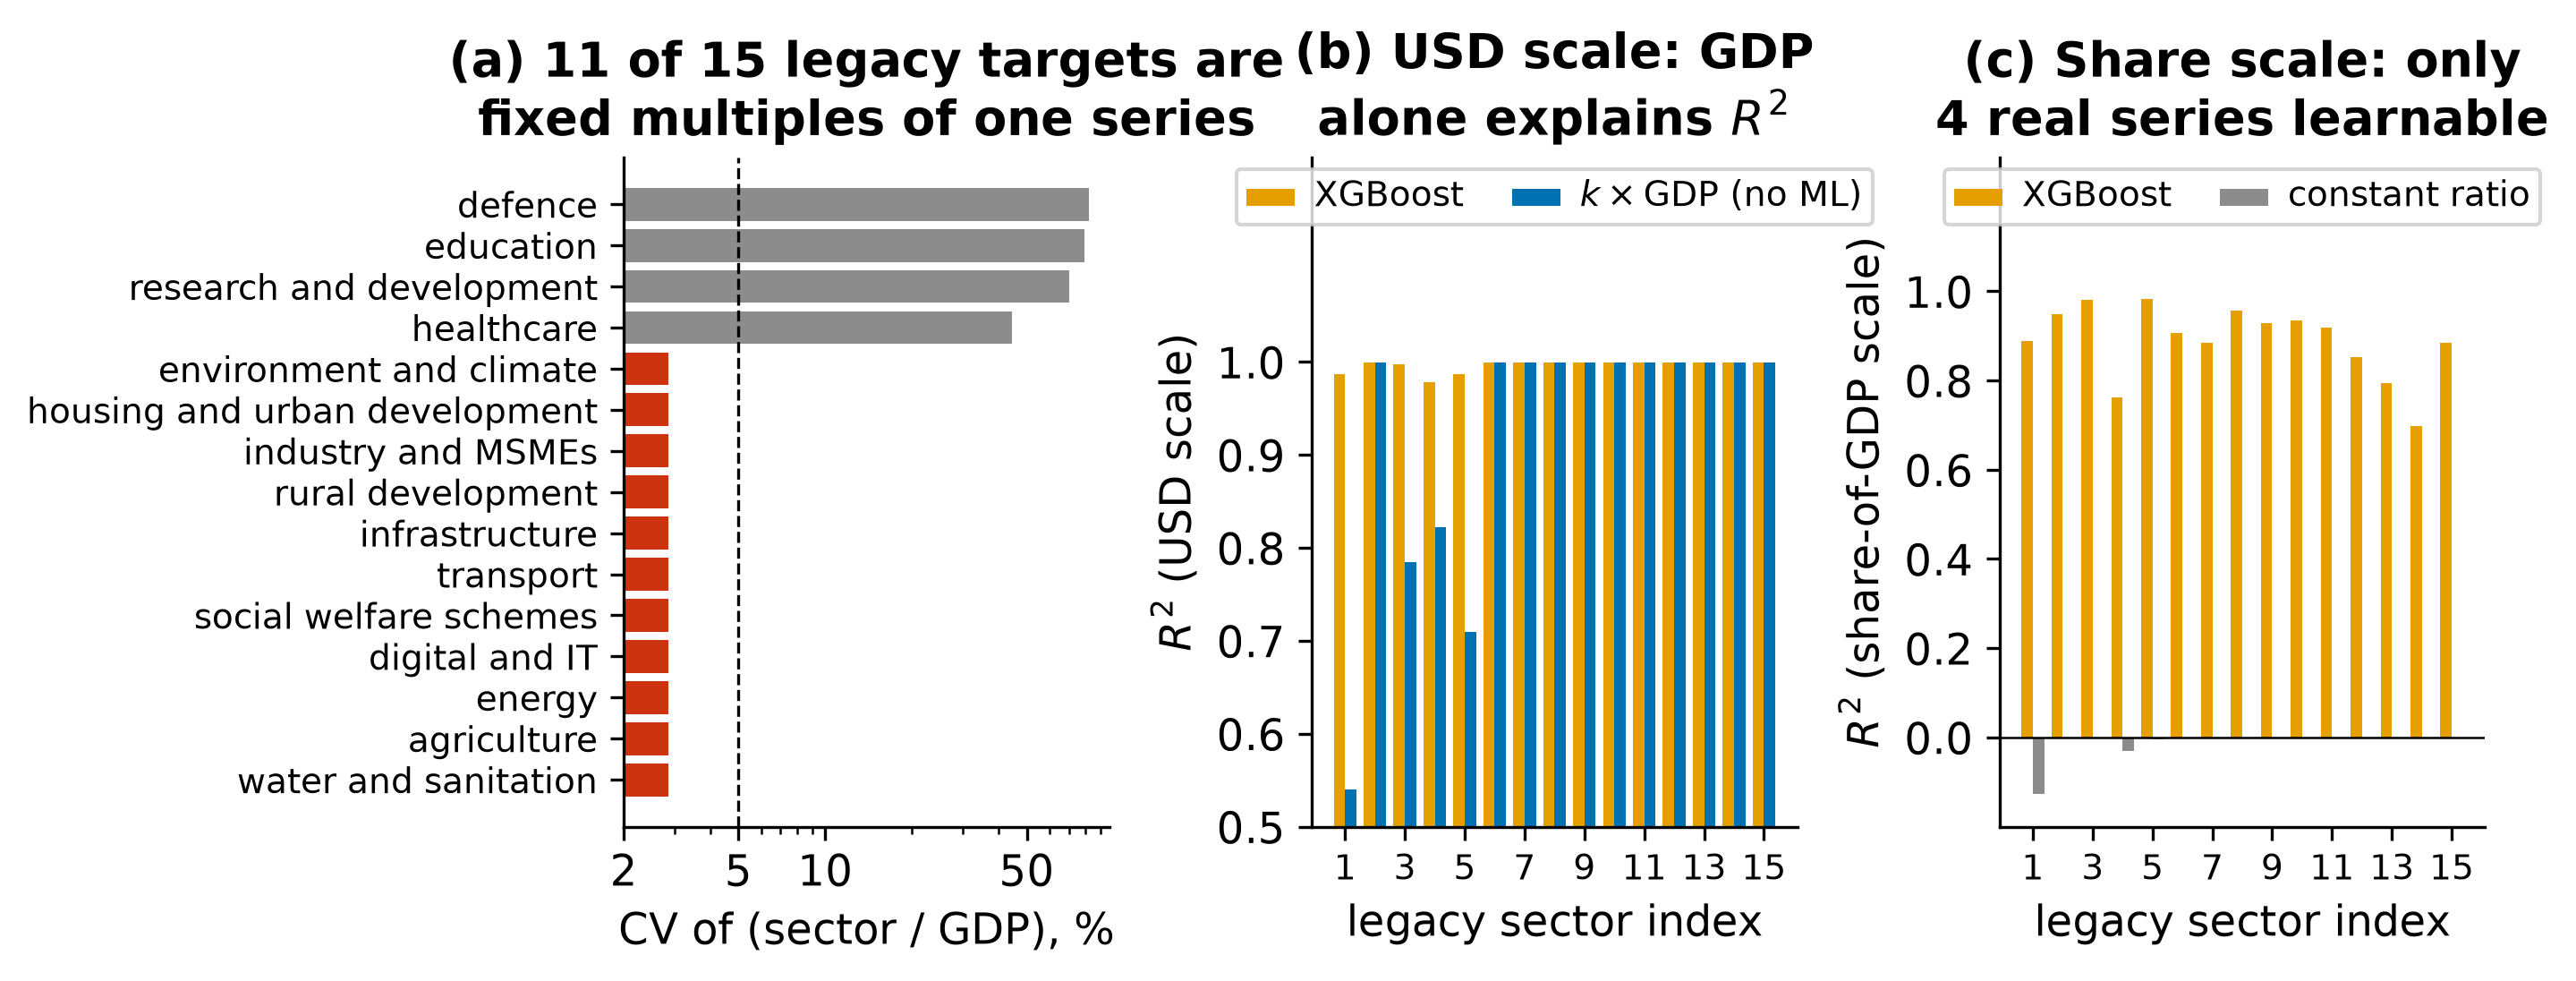 (a) 11 of 15 legacy targets are
fixed multiples of one series
defence
education
research and development
healthcare
environment and climate
housing and urban development
industry and MSMEs
rural development
infrastructure
transport
social welfare schemes
digital and IT
energy
agriculture
water and sanitation
2 5 10 50
CV of (sector / GDP), %
(b) USD scale: GDP
alone explains R²
XGBoost k × GDP (no ML)
R² (USD scale)
1.0
0.9
0.8
0.7
0.6
0.5
1 3 5 7 9 11 13 15
legacy sector index
(c) Share scale: only
4 real series learnable
XGBoost constant ratio
R² (share-of-GDP scale)
1.0
0.8
0.6
0.4
0.2
0.0
1 3 5 7 9 11 13 15
legacy sector index